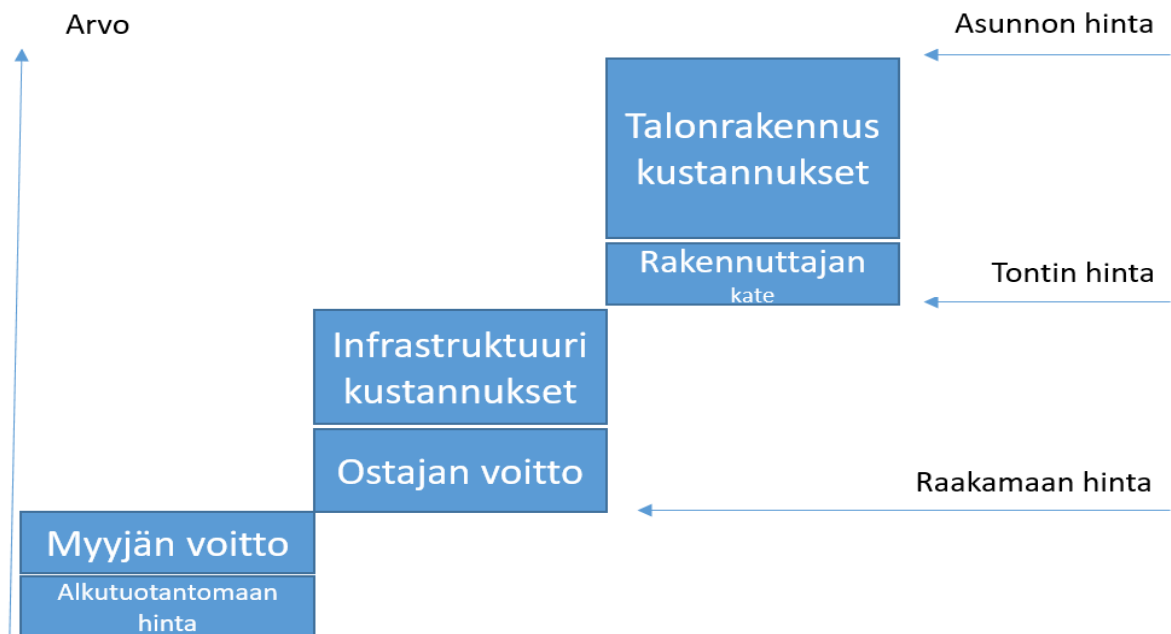 Arvo
Asunnon hinta
Talonrakennus
kustannukset
Rakennuttajan
kate
Tontin hinta
Infrastruktuuri
kustannukset
Ostajan voitto
Raakamaan hinta
Myyjän voitto
Alkutuotantomaan
hinta